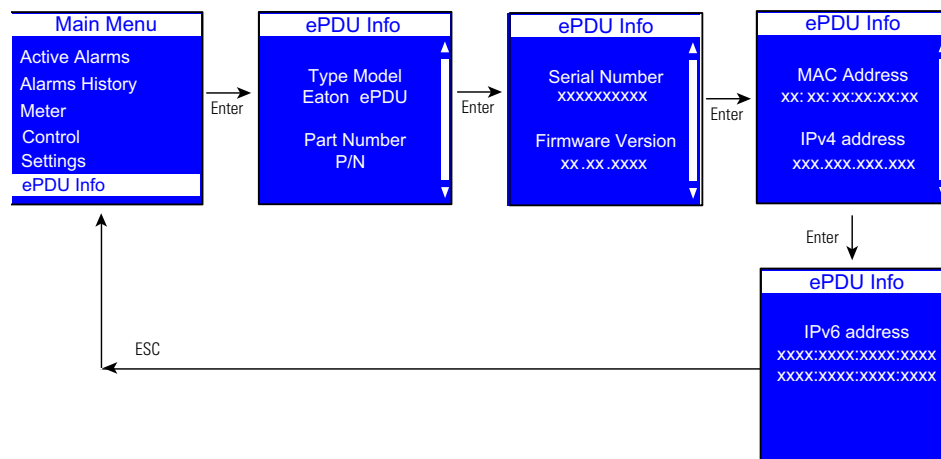 Main Menu
Active Alarms
Alarms History
Meter
Control
Settings
ePDU Info
Enter
ePDU Info
Type Model
Eaton ePDU
Part Number
P/N
Enter
ePDU Info
Serial Number
xxxxxxxxxx
Firmware Version
xx.xx.xxxx
Enter
ePDU Info
MAC Address
xx: xx: xx:xx:xx:xx
IPv4 address
xxx.xxx.xxx.xxx
Enter
ePDU Info
IPv6 address
xxxx:xxxx:xxxx:xxxx
xxxx:xxxx:xxxx:xxxx
ESC